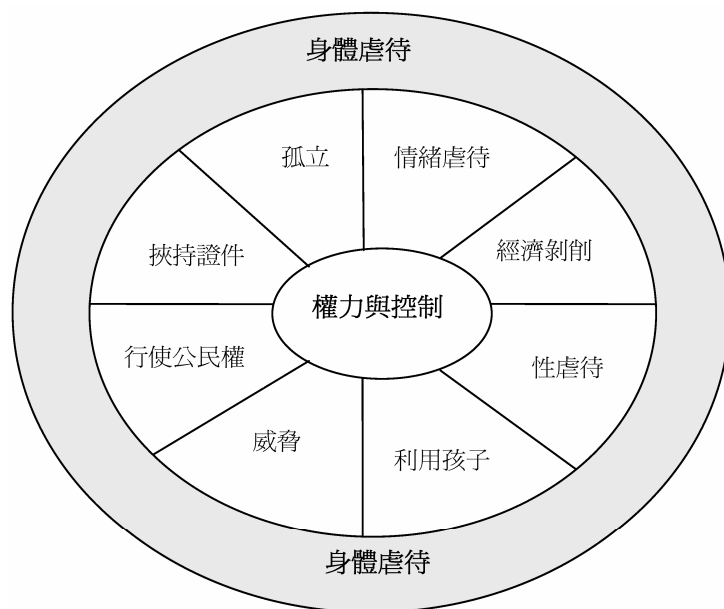 身體虐待
孤立
情緒虐待
挾持證件
經濟剝削
權力與控制
行使公民權
性虐待
威脅
利用孩子
身體虐待